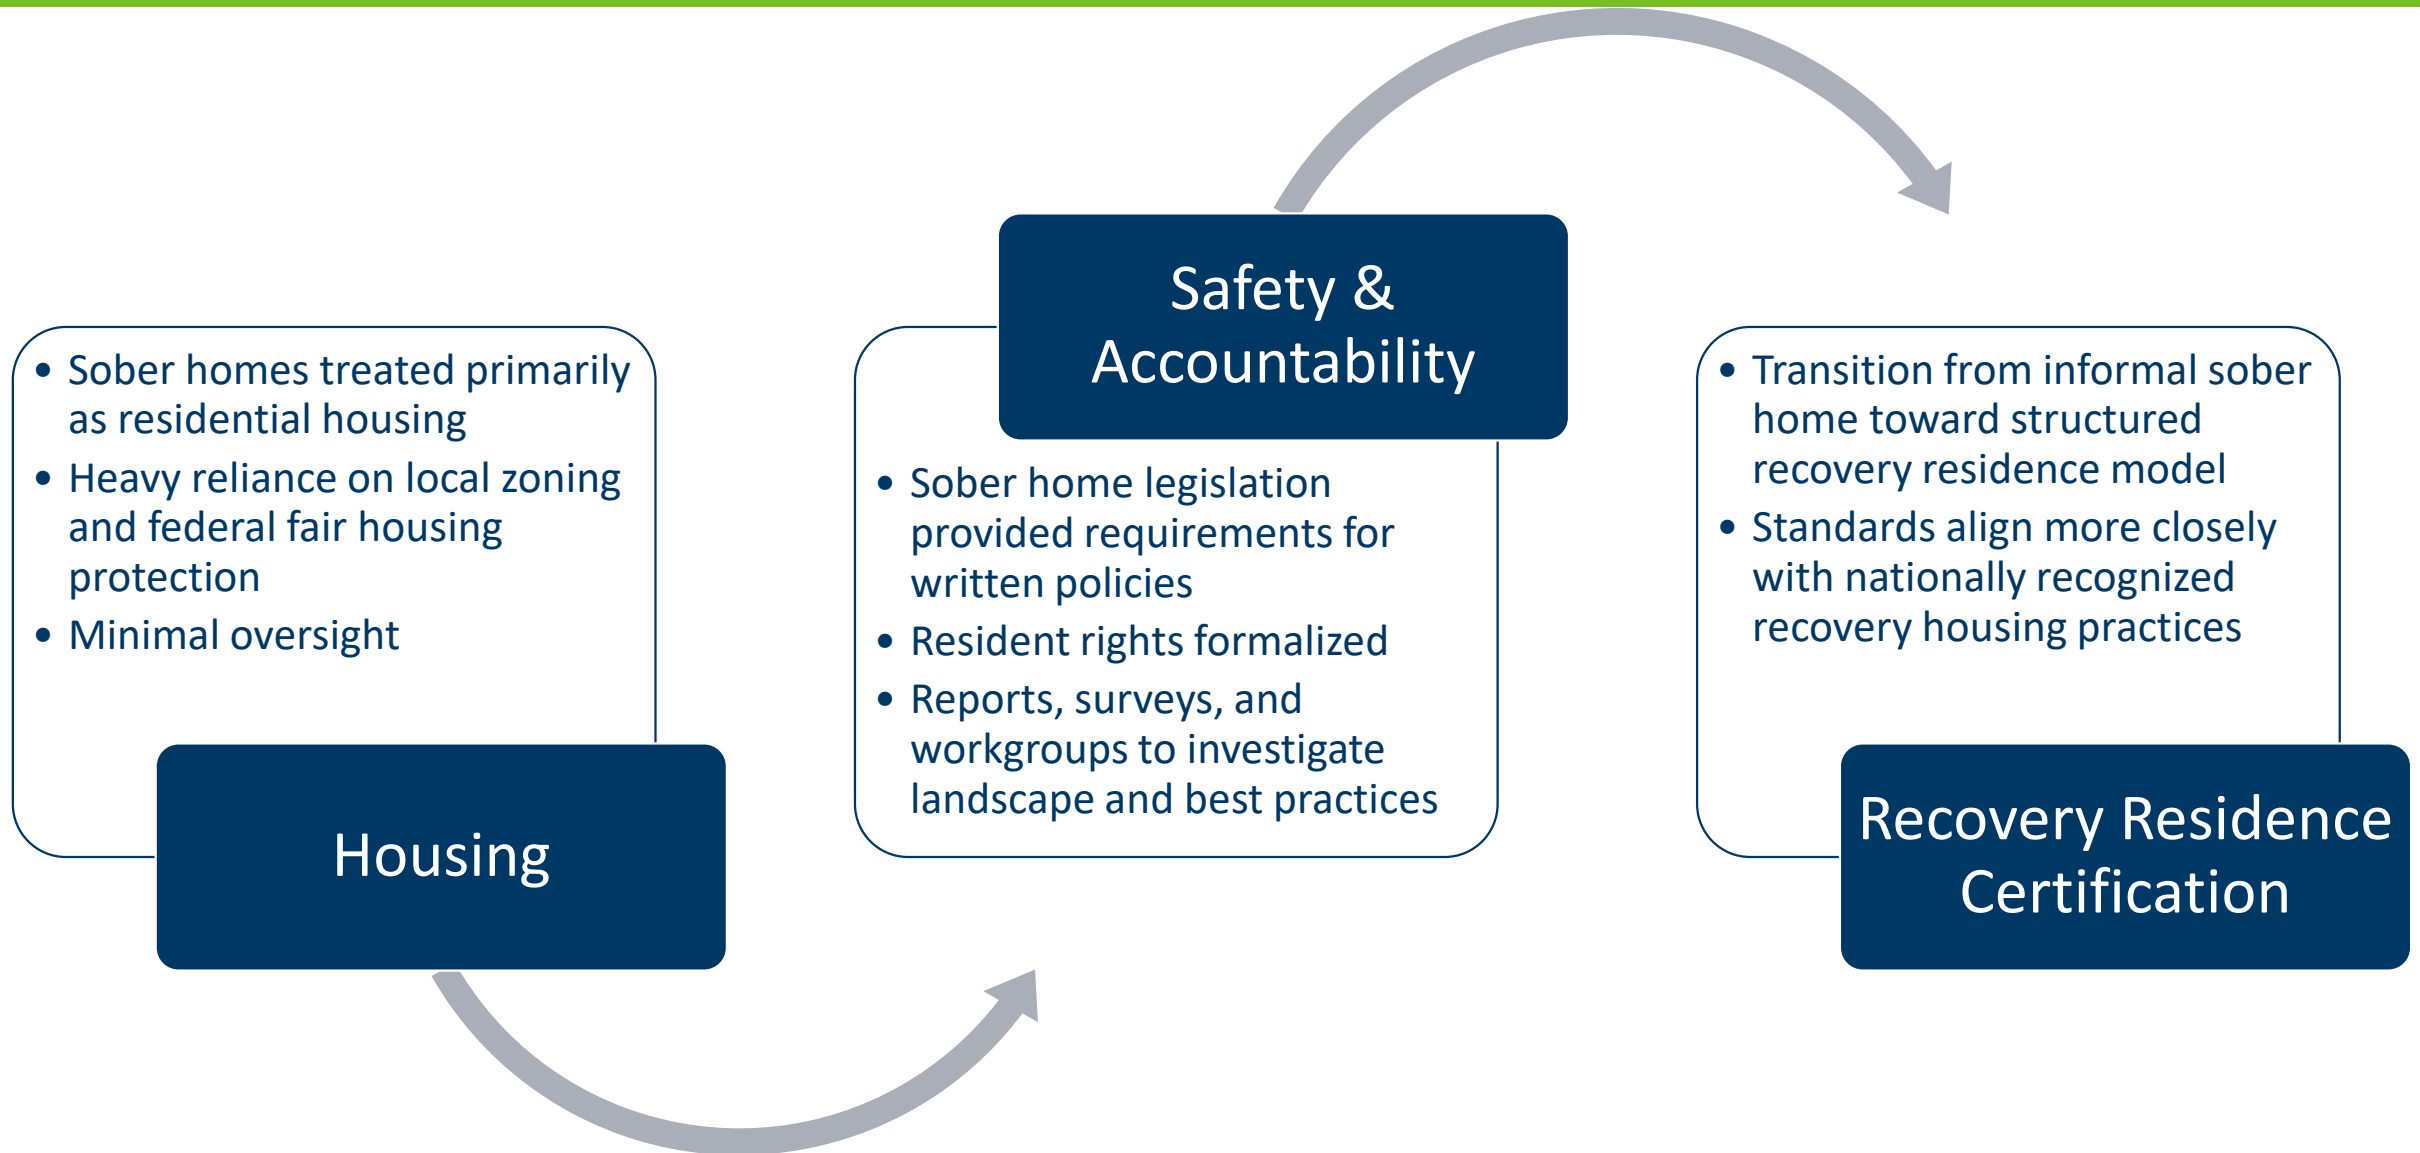 • Sober homes treated primarily
as residential housing
• Heavy reliance on local zoning
and federal fair housing
protection
• Minimal oversight
Housing
Safety &
Accountability
• Sober home legislation
provided requirements for
written policies
• Resident rights formalized
• Reports, surveys, and
workgroups to investigate
landscape and best practices
• Transition from informal sober
home toward structured
recovery residence model
• Standards align more closely
with nationally recognized
recovery housing practices
Recovery Residence
Certification